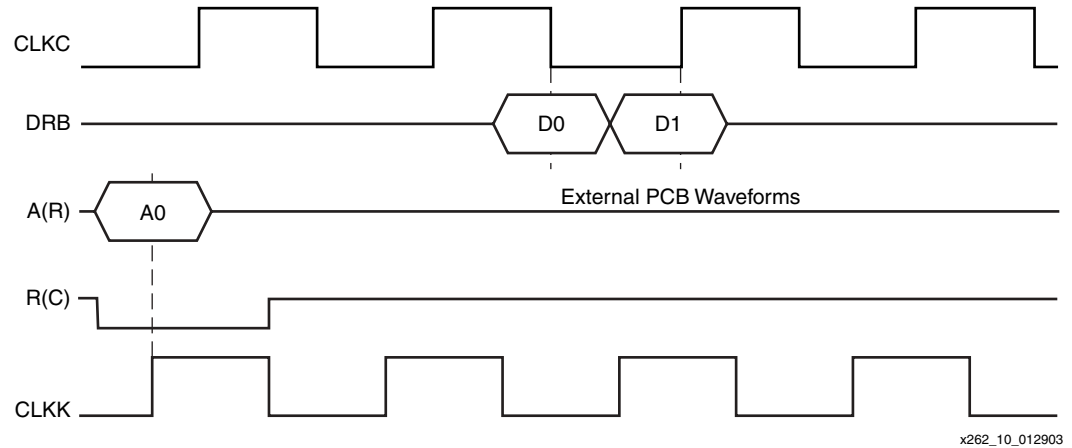 CLKC
DRB
D0
D1
External PCB Waveforms
A(R)
A0
R(C)
CLKK
x262_10_012903